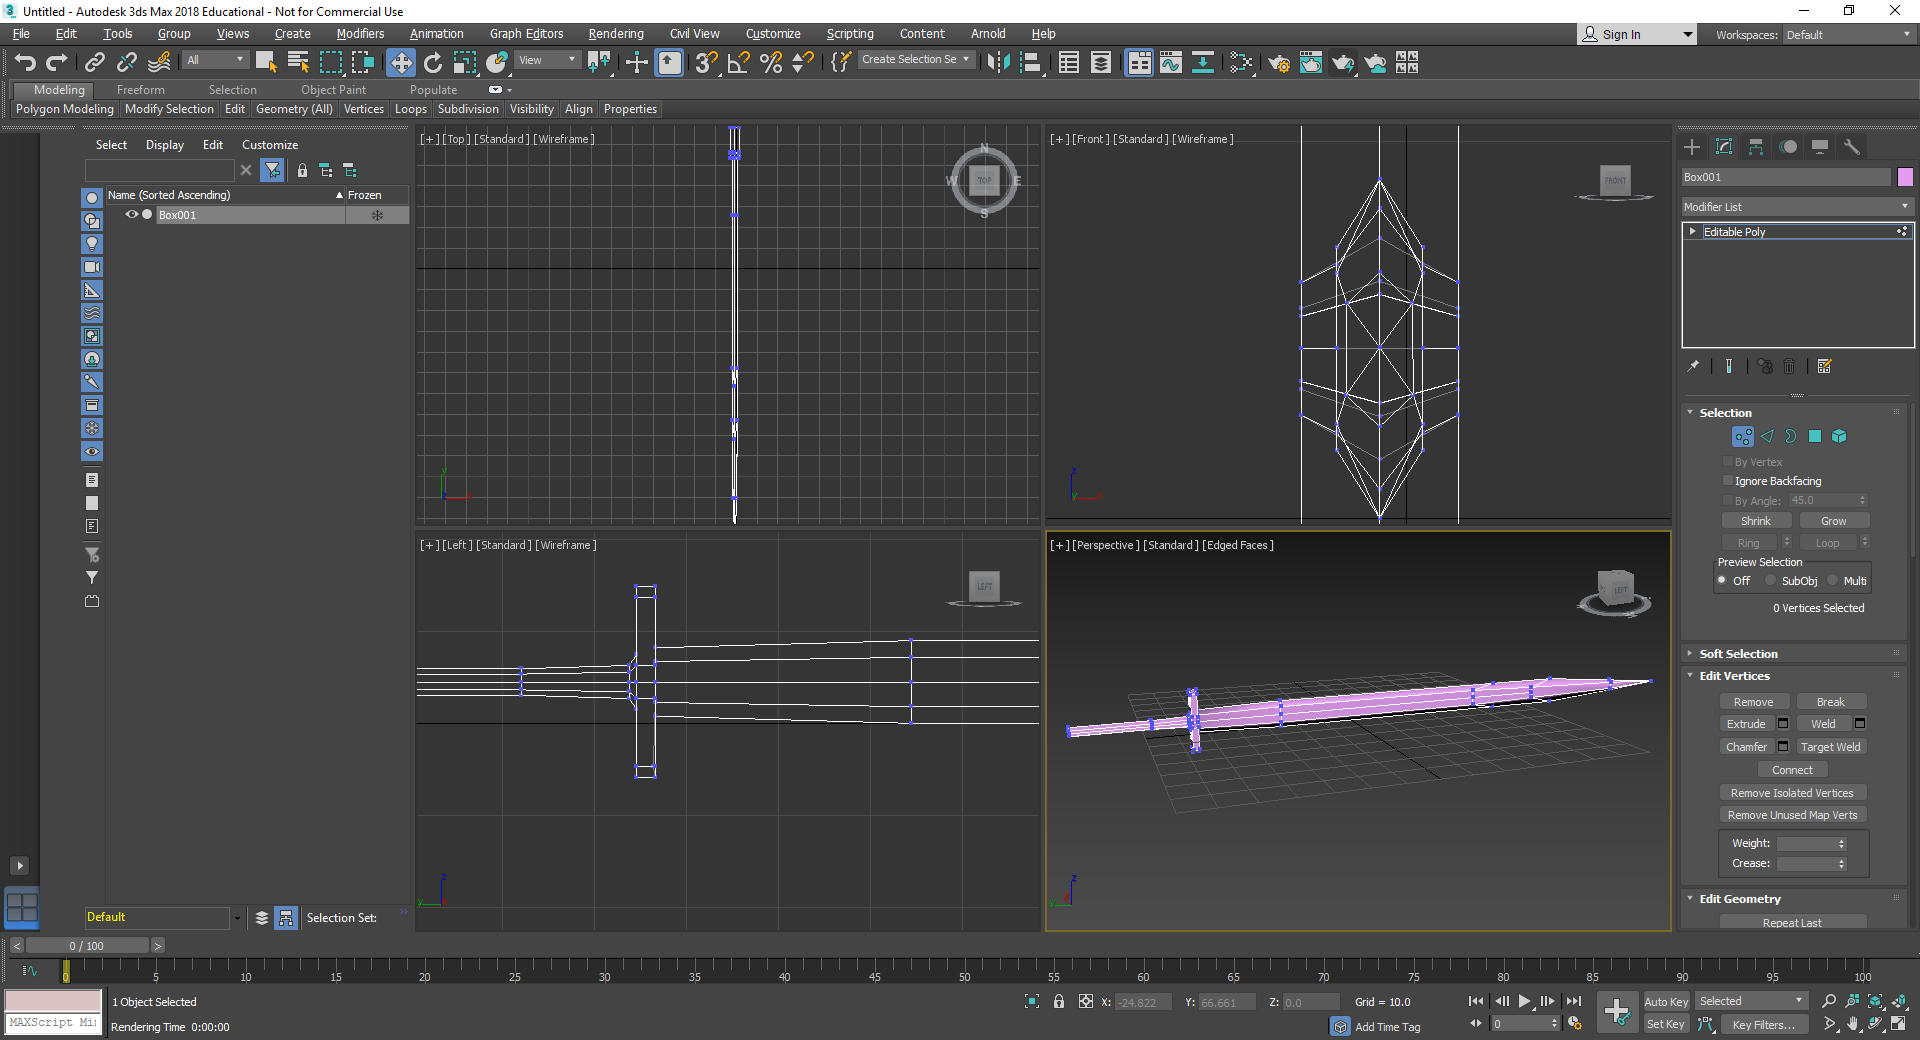 Untitled - Autodesk 3ds Max 2018 Educational - Not for Commercial Use
File Edit Tools Group Views Create Modifiers Animation Graph Editors Rendering Civil View Customize Scripting Content Arnold Help Sign In Workspaces: Default
All View Create Selection Se
Modeling Freeform Selection Object Paint Populate
Polygon Modeling Modify Selection Edit Geometry (All) Vertices Loops Subdivision Visibility Align Properties
Select Display Edit Customize
Name (Sorted Ascending) Frozen
Box001
[+] [Top] [Standard] [Wireframe]
N
W TOP E
S
y
x
[+] [Front] [Standard] [Wireframe]
FRONT
z
[+] [Left] [Standard] [Wireframe]
LEFT
z
y
[+] [Perspective] [Standard] [Edged Faces]
LEFT
z
y
Box001
Modifier List
Editable Poly
Selection
By Vertex
Ignore Backfacing
By Angle: 45.0
Shrink Grow
Ring Loop
Preview Selection
Off SubObj Multi
0 Vertices Selected
Soft Selection
Edit Vertices
Remove Break
Extrude Weld
Chamfer Target Weld
Connect
Remove Isolated Vertices
Remove Unused Map Verts
Weight:
Crease:
Edit Geometry
Repeat Last
Default Selection Set:
< 0 / 100 >
0 5 10 15 20 25 30 35 40 45 50 55 60 65 70 75 80 85 90 95 100
1 Object Selected X: -24.822 Y: 66.661 Z: 0.0 Grid = 10.0 Auto Key Selected
MAXScript Mi
Rendering Time 0:00:00 Add Time Tag 0 Set Key Key Filters...